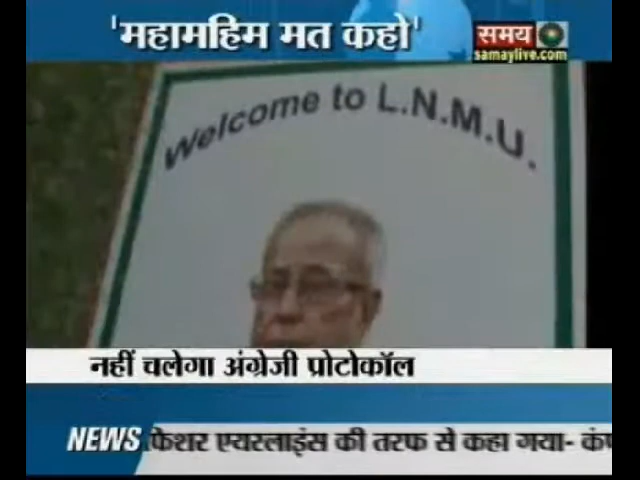 'महामहिम मत कहो'
समय
samaylive.com
Welcome to L.N.M.U.
नहीं चलेगा अंग्रेजी प्रोटोकॉल
NEWS
फिशर एयरलाइंस की तरफ से कहा गया-